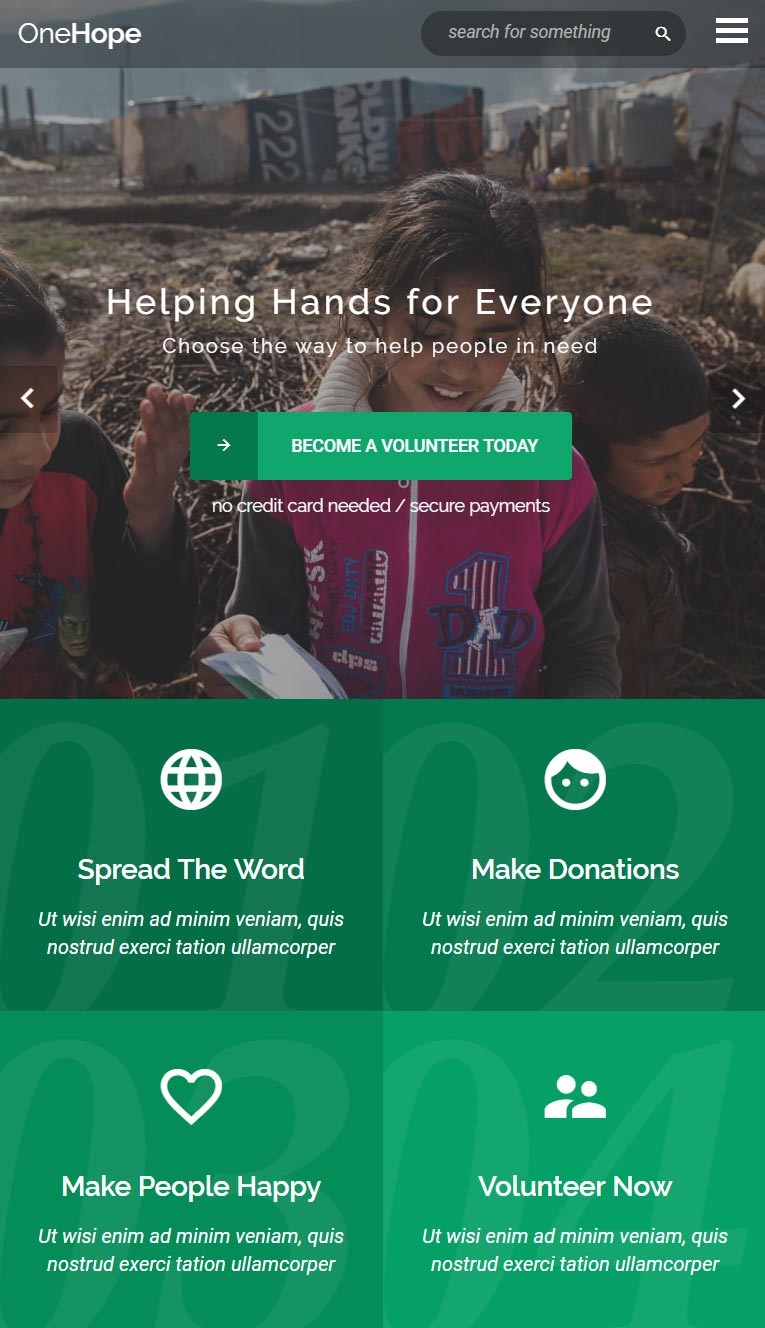 OneHope
search for something
222
Helping Hands for Everyone
Choose the way to help people in need
BECOME A VOLUNTEER TODAY
no credit card needed / secure payments
1
DAD
01
Spread The Word
Ut wisi enim ad minim veniam, quis
nostrud exerci tation ullamcorper
02
Make Donations
Ut wisi enim ad minim veniam, quis
nostrud exerci tation ullamcorper
03
Make People Happy
Ut wisi enim ad minim veniam, quis
nostrud exerci tation ullamcorper
04
Volunteer Now
Ut wisi enim ad minim veniam, quis
nostrud exerci tation ullamcorper